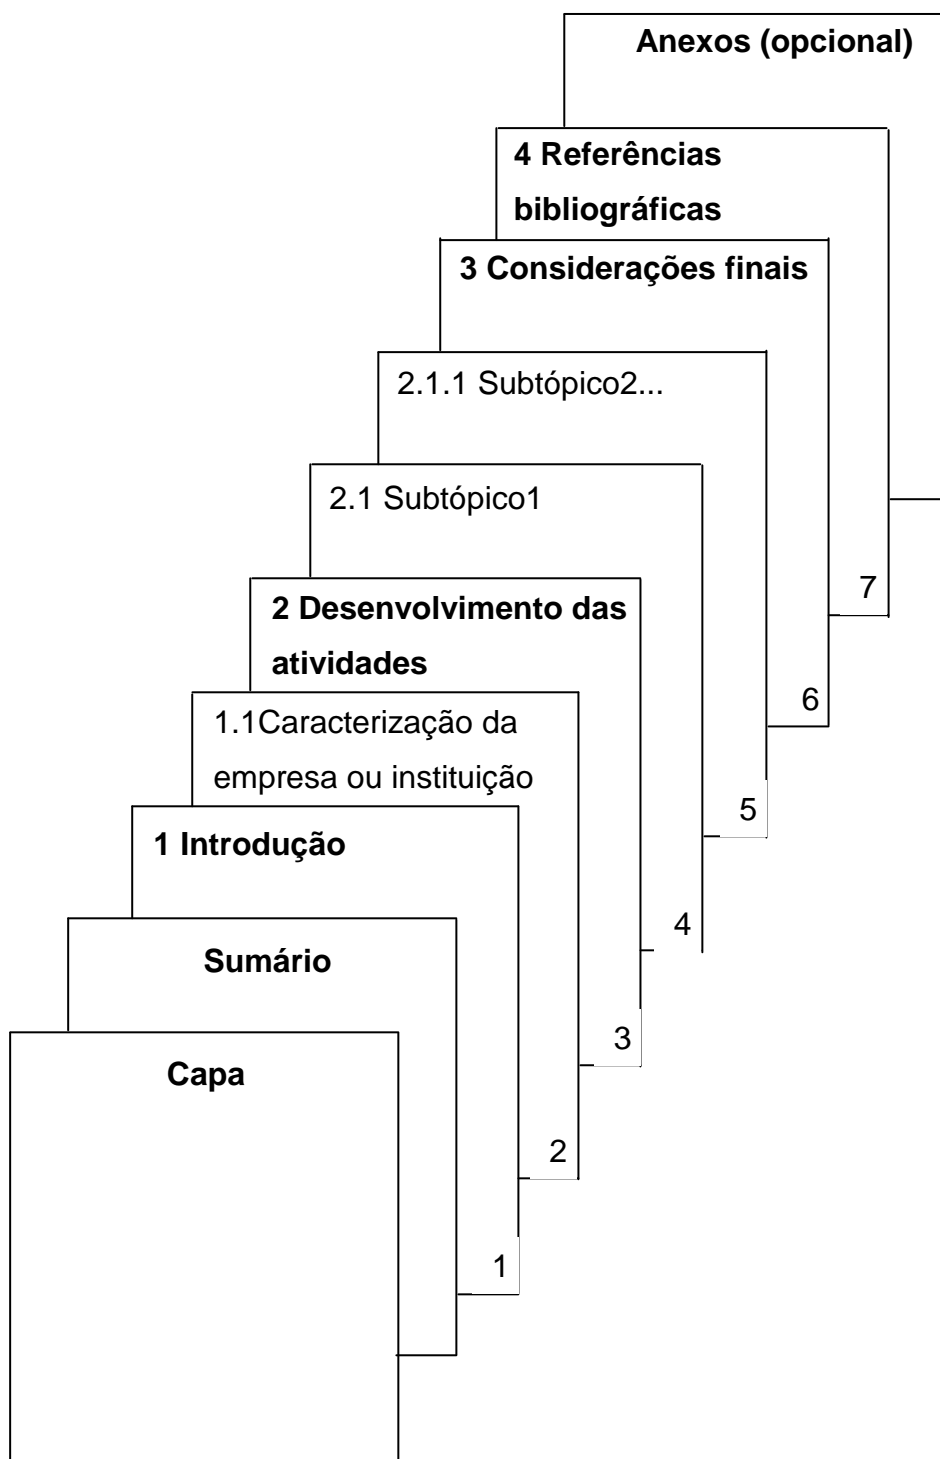 Anexos (opcional)
4 Referências
bibliográficas
3 Considerações finais
2.1.1 Subtópico2...
2.1 Subtópico1
7
2 Desenvolvimento das
atividades
6
1.1Caracterização da
empresa ou instituição
5
1 Introdução
4
Sumário
3
Capa
2
1